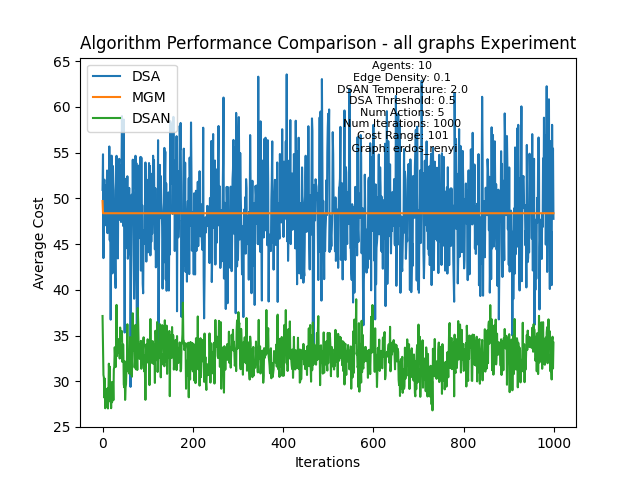 Algorithm Performance Comparison - all graphs Experiment
DSA
MGM
DSAN
Agents: 10
Edge Density: 0.1
DSAN Temperature: 2.0
DSA Threshold: 0.5
Num Actions: 5
Num Iterations: 1000
Cost Range: 101
Graph: erdos_renyi
Average Cost
65
60
55
50
45
40
35
30
25
0
200
400
600
800
1000
Iterations